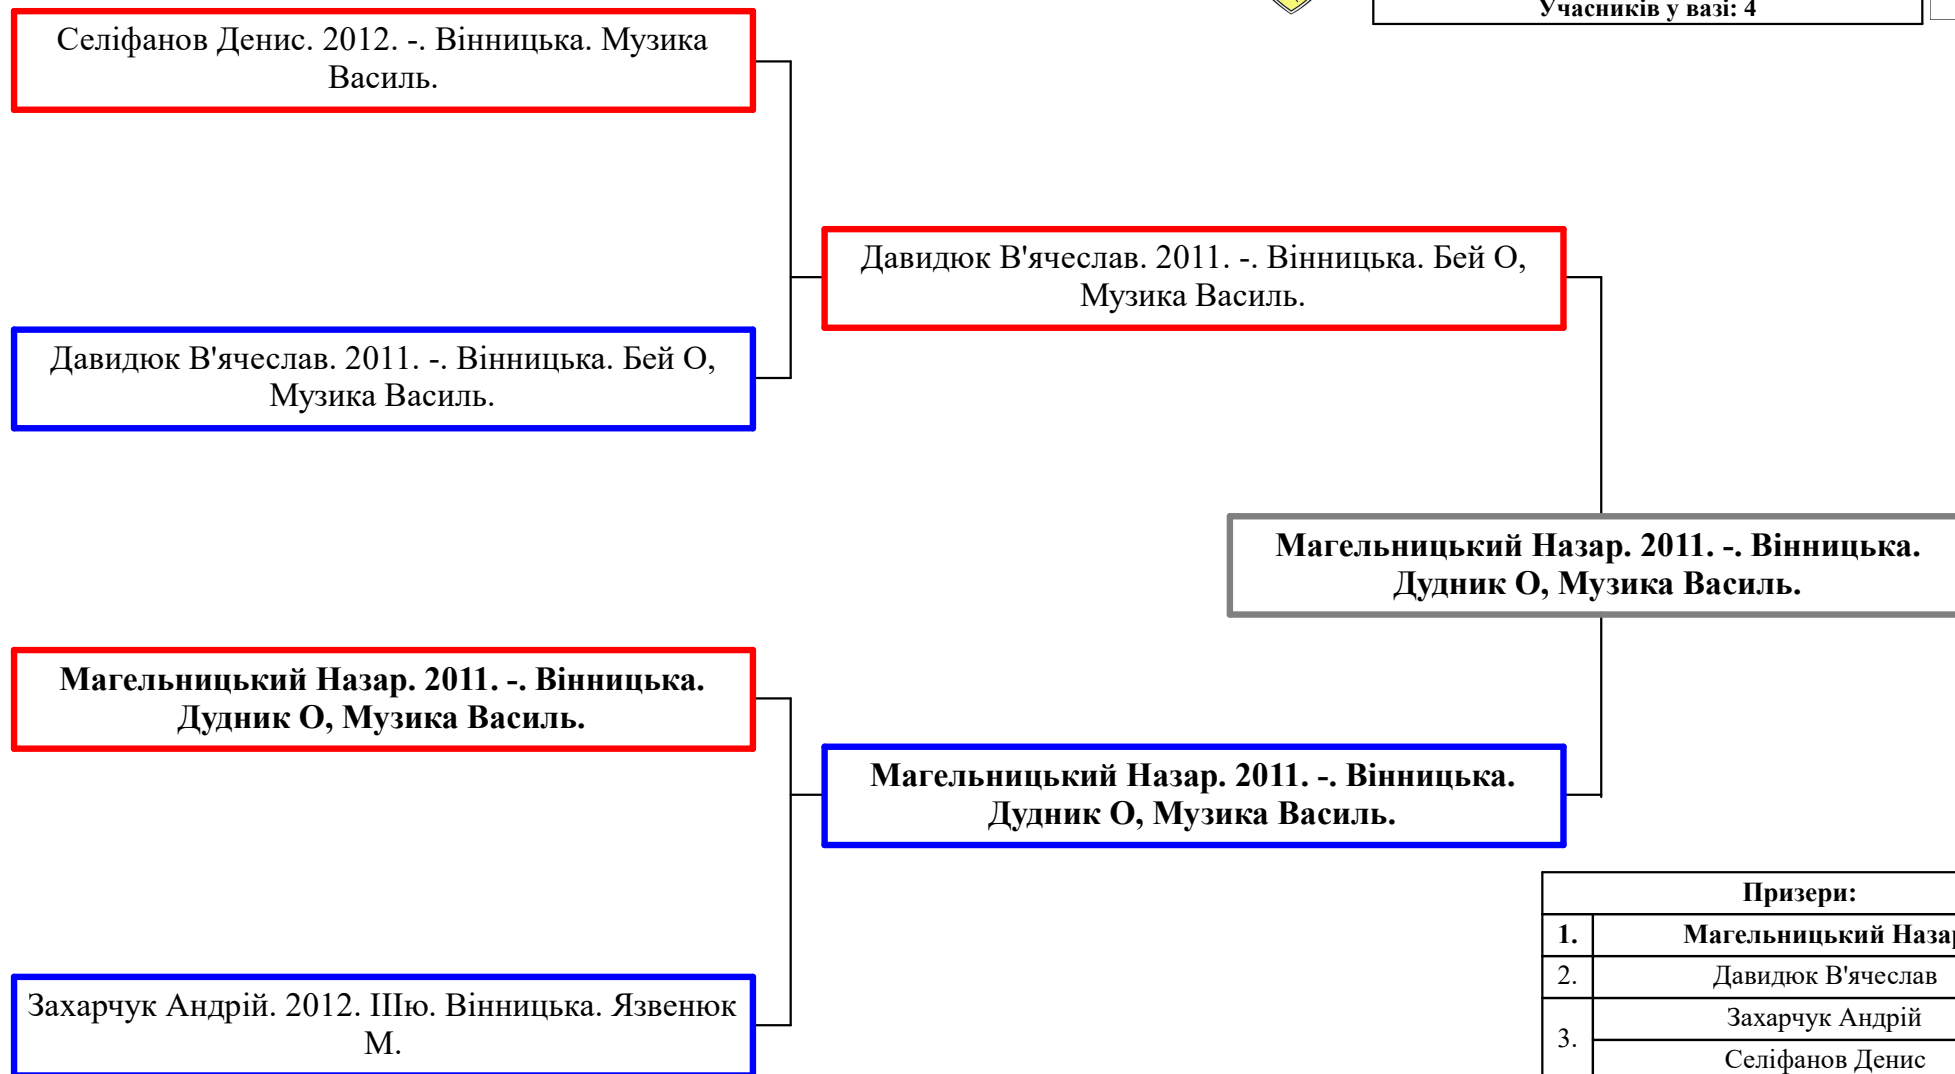 Учасників у вазі: 4
Селіфанов Денис. 2012. -. Вінницька. Музика
Василь.
Давидюк В'ячеслав. 2011. -. Вінницька. Бей О,
Музика Василь.
Давидюк В'ячеслав. 2011. -. Вінницька. Бей О,
Музика Василь.
Магельницький Назар. 2011. -. Вінницька.
Дудник О, Музика Василь.
Магельницький Назар. 2011. -. Вінницька.
Дудник О, Музика Василь.
Магельницький Назар. 2011. -. Вінницька.
Дудник О, Музика Василь.
Захарчук Андрій. 2012. ІІІю. Вінницька. Язвенюк
М.
Призери:
1. Магельницький Назар
2. Давидюк В'ячеслав
3. Захарчук Андрій
Селіфанов Денис